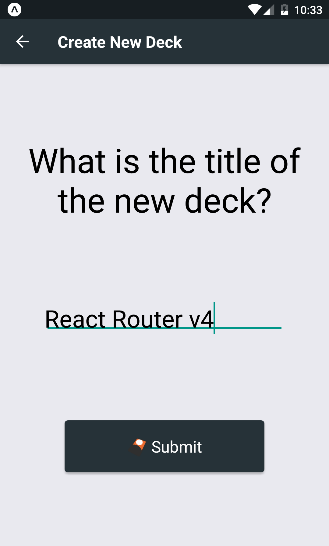 10:33
Create New Deck
What is the title of
the new deck?
React Router v4
Submit